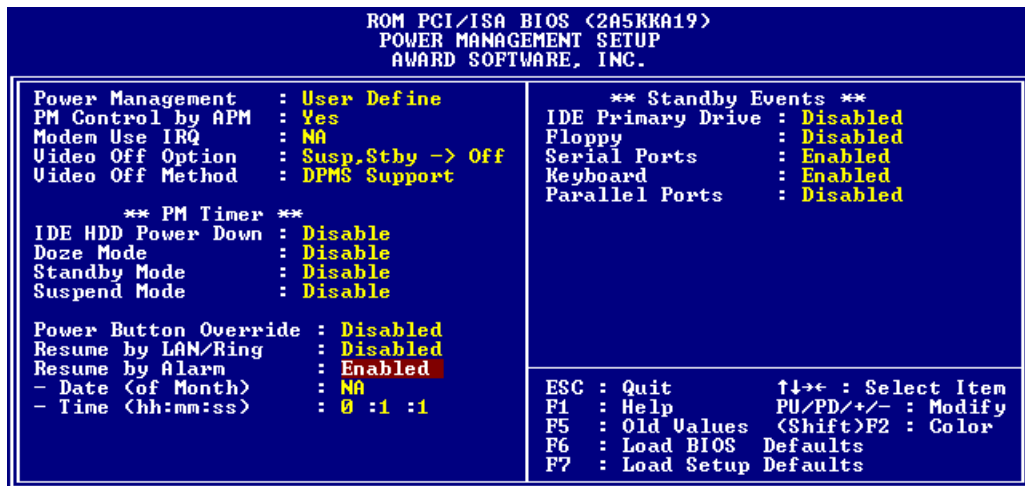 ROM PCI/ISA BIOS (2A5KKA19)
POWER MANAGEMENT SETUP
AWARD SOFTWARE, INC.
Power Management : User Define
PM Control by APM : Yes
Modem Use IRQ : NA
Video Off Option : Susp,Stby -> Off
Video Off Method : DPMS Support
** PM Timer **
IDE HDD Power Down : Disable
Doze Mode : Disable
Standby Mode : Disable
Suspend Mode : Disable
Power Button Override : Disabled
Resume by LAN/Ring : Disabled
Resume by Alarm : Enabled
- Date (of Month) : NA
- Time (hh:mm:ss) : 0 :1 :1
** Standby Events **
IDE Primary Drive : Disabled
Floppy : Disabled
Serial Ports : Enabled
Keyboard : Enabled
Parallel Ports : Disabled
ESC : Quit ↑↓→← : Select Item
F1 : Help PU/PD/+/- : Modify
F5 : Old Values (Shift)F2 : Color
F6 : Load BIOS Defaults
F7 : Load Setup Defaults